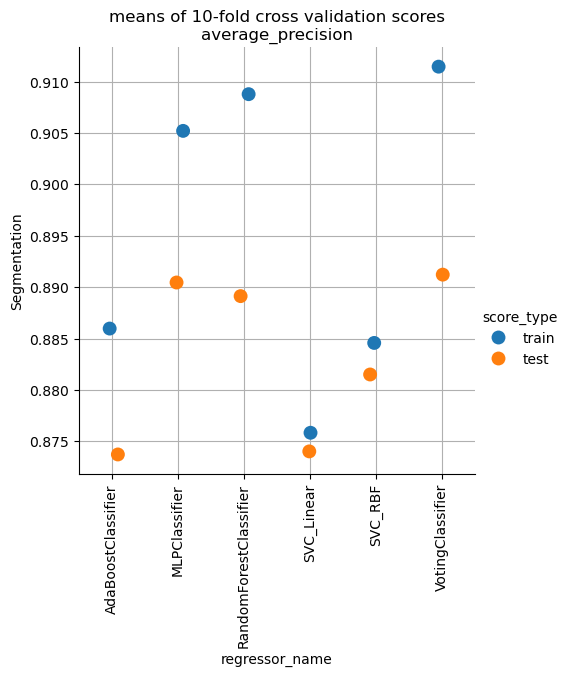 means of 10-fold cross validation scores
average_precision
0.910
0.905
0.900
0.895
0.890
0.885
0.880
0.875
Segmentation
score_type
train
test
AdaBoostClassifier
MLPClassifier
RandomForestClassifier
SVC_Linear
SVC_RBF
VotingClassifier
regressor_name